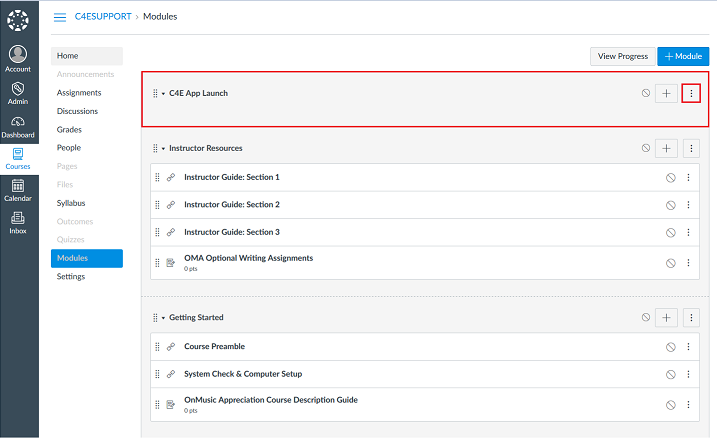 C4ESUPPORT › Modules
Account
Admin
Dashboard
Courses
Calendar
Inbox
Home
Announcements
Assignments
Discussions
Grades
People
Pages
Files
Syllabus
Outcomes
Quizzes
Modules
Settings
View Progress
+ Module
C4E App Launch
Instructor Resources
Instructor Guide: Section 1
Instructor Guide: Section 2
Instructor Guide: Section 3
OMA Optional Writing Assignments
0 pts
Getting Started
Course Preamble
System Check & Computer Setup
OnMusic Appreciation Course Description Guide
0 pts